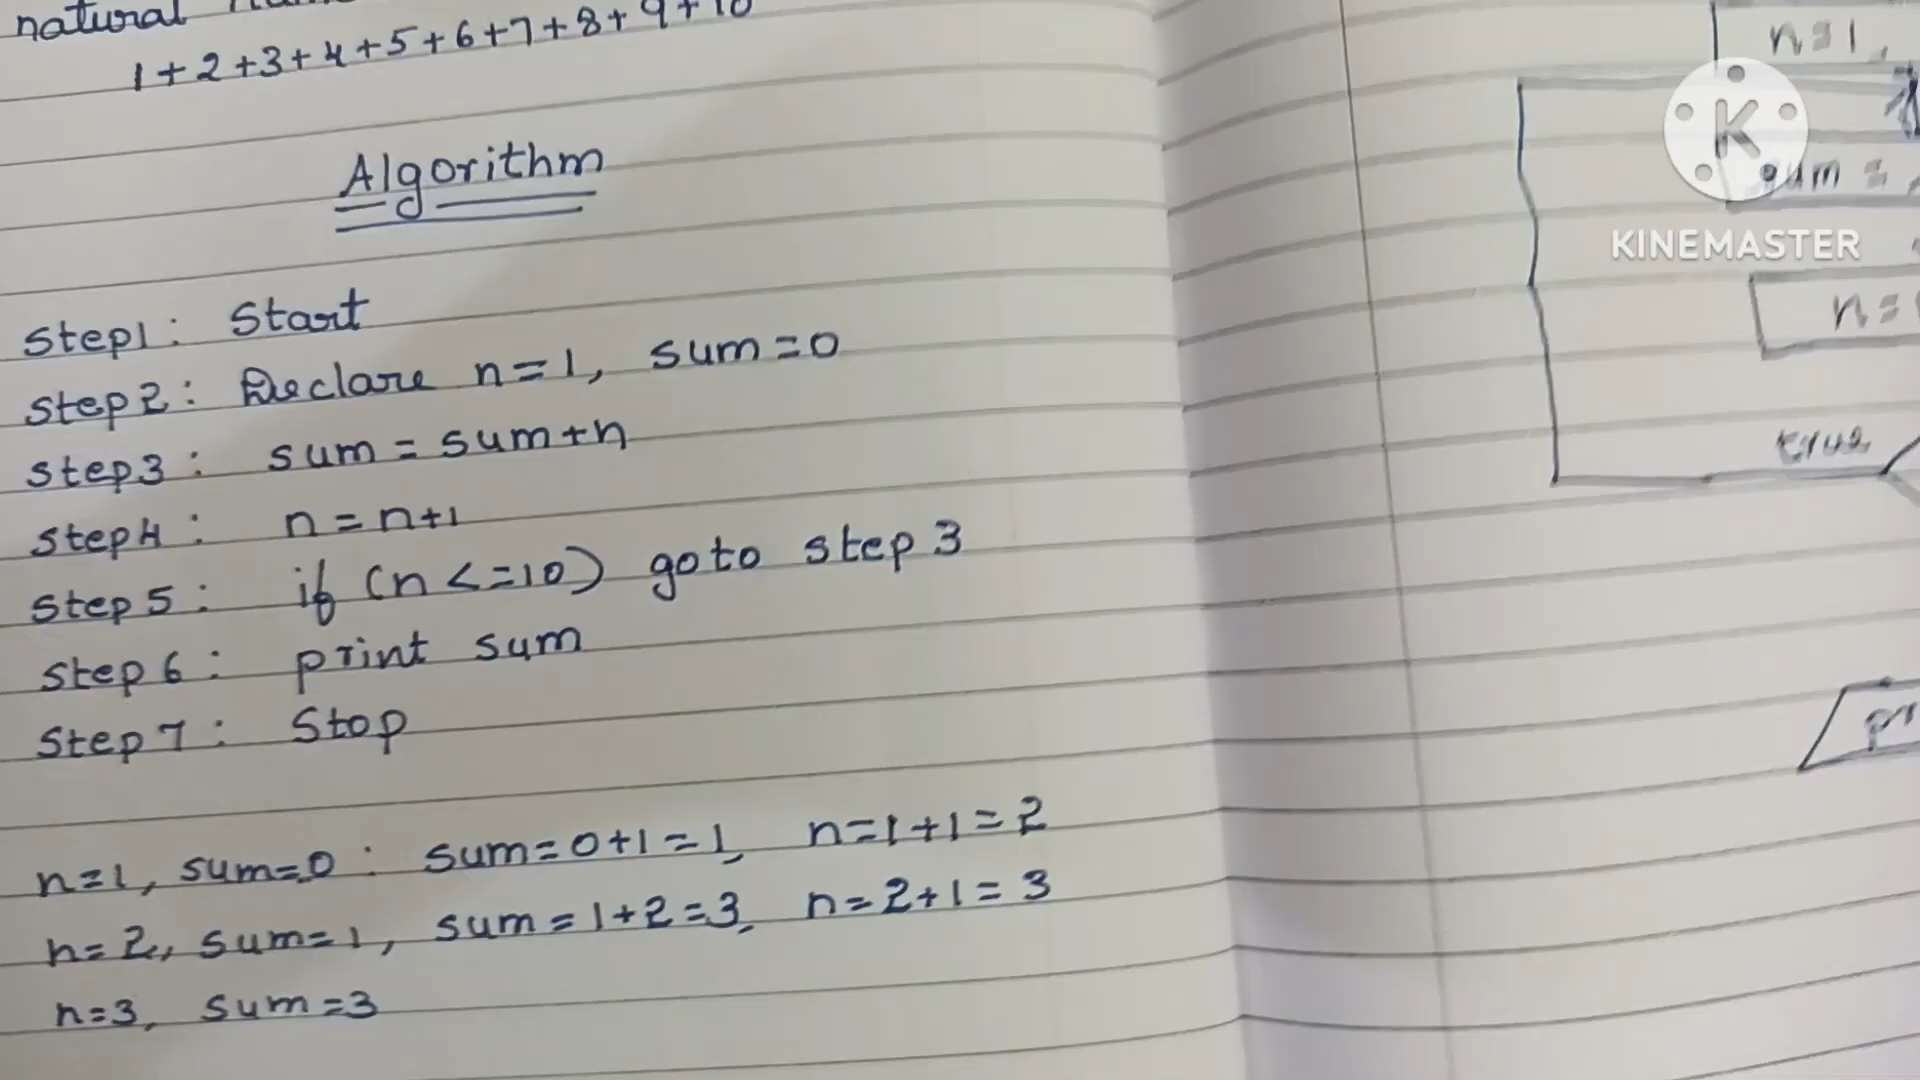 natural
1+2+3+4+5+6+7+8+9+10
Algorithm
Step1: Start
Step2: Declare n=1, sum=0
Step3: sum=sum+n
Step4: n=n+1
Step5: if (n<=10) goto step 3
Step6: print sum
Step7: Stop
n=1, sum=0: sum=0+1=1, n=1+1=2
n=2, sum=1, sum=1+2=3, n=2+1=3
n=3, sum=3
n=1,
sum=
n=
true
K
KINEMASTER